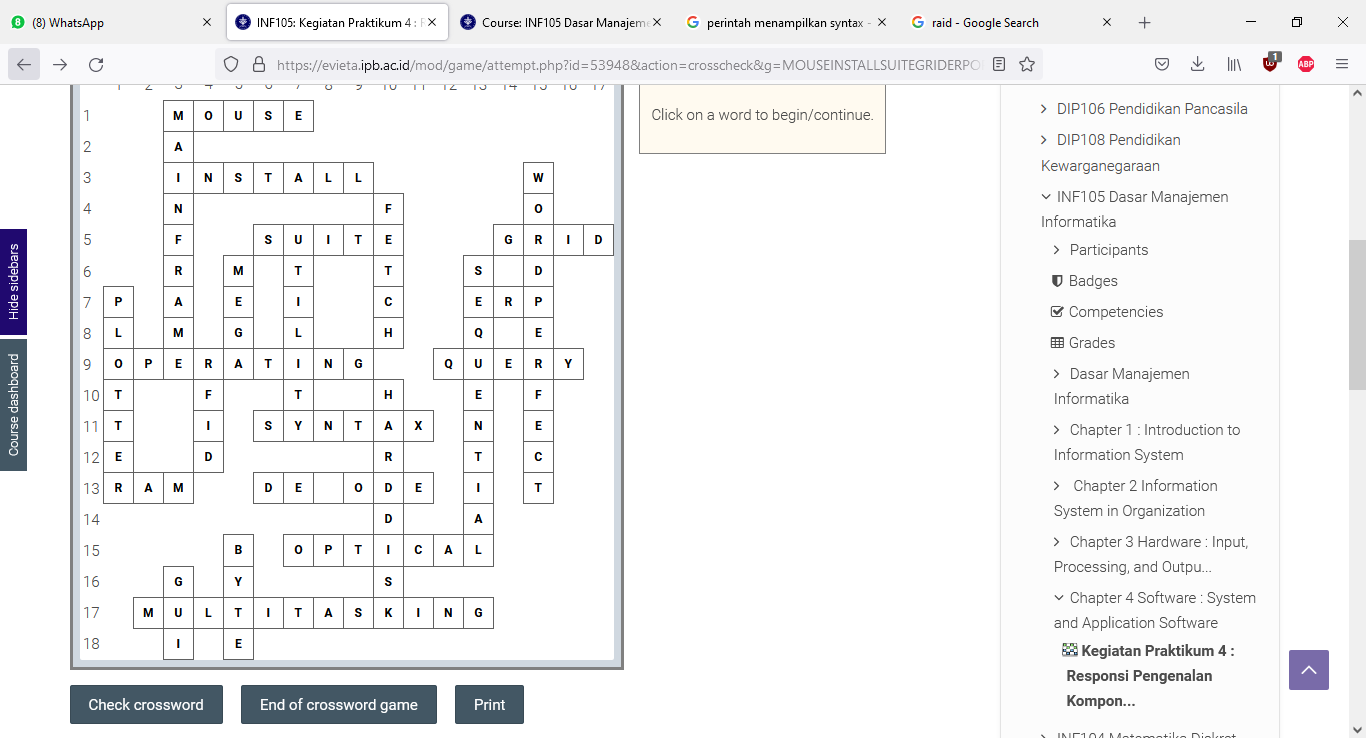 (8) WhatsApp
INF105: Kegiatan Praktikum 4 : F
Course: INF105 Dasar Manajeme
perintah menampilkan syntax -
raid - Google Search
https://evieta.ipb.ac.id/mod/game/attempt.php?id=53948&action=crosscheck&g=MOUSEINSTALLSUITEGRIDERPO
1
ABP
1 2 3 4 5 6 7 8 9 10 11 12 13 14 15 16 17
1 M O U S E
2 A
3 I N S T A L L W
4 N F O
5 F S U I T E G R I D
6 R M T T S D
7 P A E I C E R P
8 L M G L H Q E
9 O P E R A T I N G Q U E R Y
10 T F T H E F
11 T I S Y N T A X N E
12 E D R T C
13 R A M D E O D E I T
14 D A
15 B O P T I C A L
16 G Y S
17 M U L T I T A S K I N G
18 I E
Check crossword
End of crossword game
Print
Click on a word to begin/continue.
Hide sidebars
Course dashboard
DIP106 Pendidikan Pancasila
DIP108 Pendidikan
Kewarganegaraan
INF105 Dasar Manajemen
Informatika
Participants
Badges
Competencies
Grades
Dasar Manajemen
Informatika
Chapter 1 : Introduction to
Information System
Chapter 2 Information
System in Organization
Chapter 3 Hardware : Input,
Processing, and Outpu...
Chapter 4 Software : System
and Application Software
Kegiatan Praktikum 4 :
Responsi Pengenalan
Kompon...
INF104 Matematika Diskrat